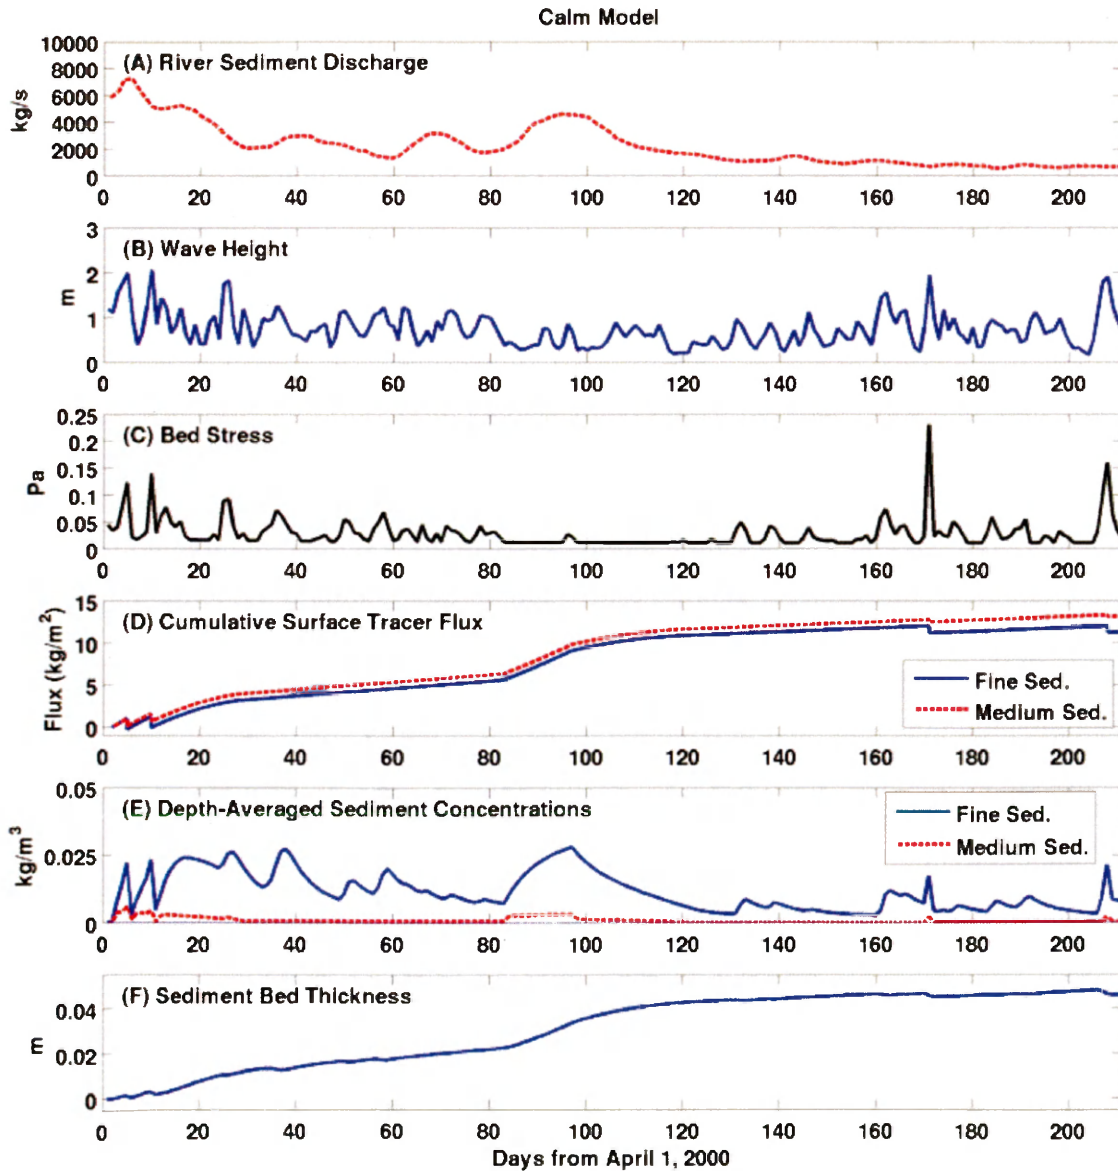 Calm Model
(A) River Sediment Discharge
kg/s
10000
8000
6000
4000
2000
0
0 20 40 60 80 100 120 140 160 180 200
(B) Wave Height
m
3
2
1
0
0 20 40 60 80 100 120 140 160 180 200
(C) Bed Stress
Pa
0.25
0.2
0.15
0.1
0.05
0
0 20 40 60 80 100 120 140 160 180 200
(D) Cumulative Surface Tracer Flux
Flux (kg/m²)
15
10
5
0
Fine Sed.
Medium Sed.
0 20 40 60 80 100 120 140 160 180 200
(E) Depth-Averaged Sediment Concentrations
kg/m³
0.05
0.025
0
Fine Sed.
Medium Sed.
0 20 40 60 80 100 120 140 160 180 200
(F) Sediment Bed Thickness
m
0.04
0.02
0
0 20 40 60 80 100 120 140 160 180 200
Days from April 1, 2000